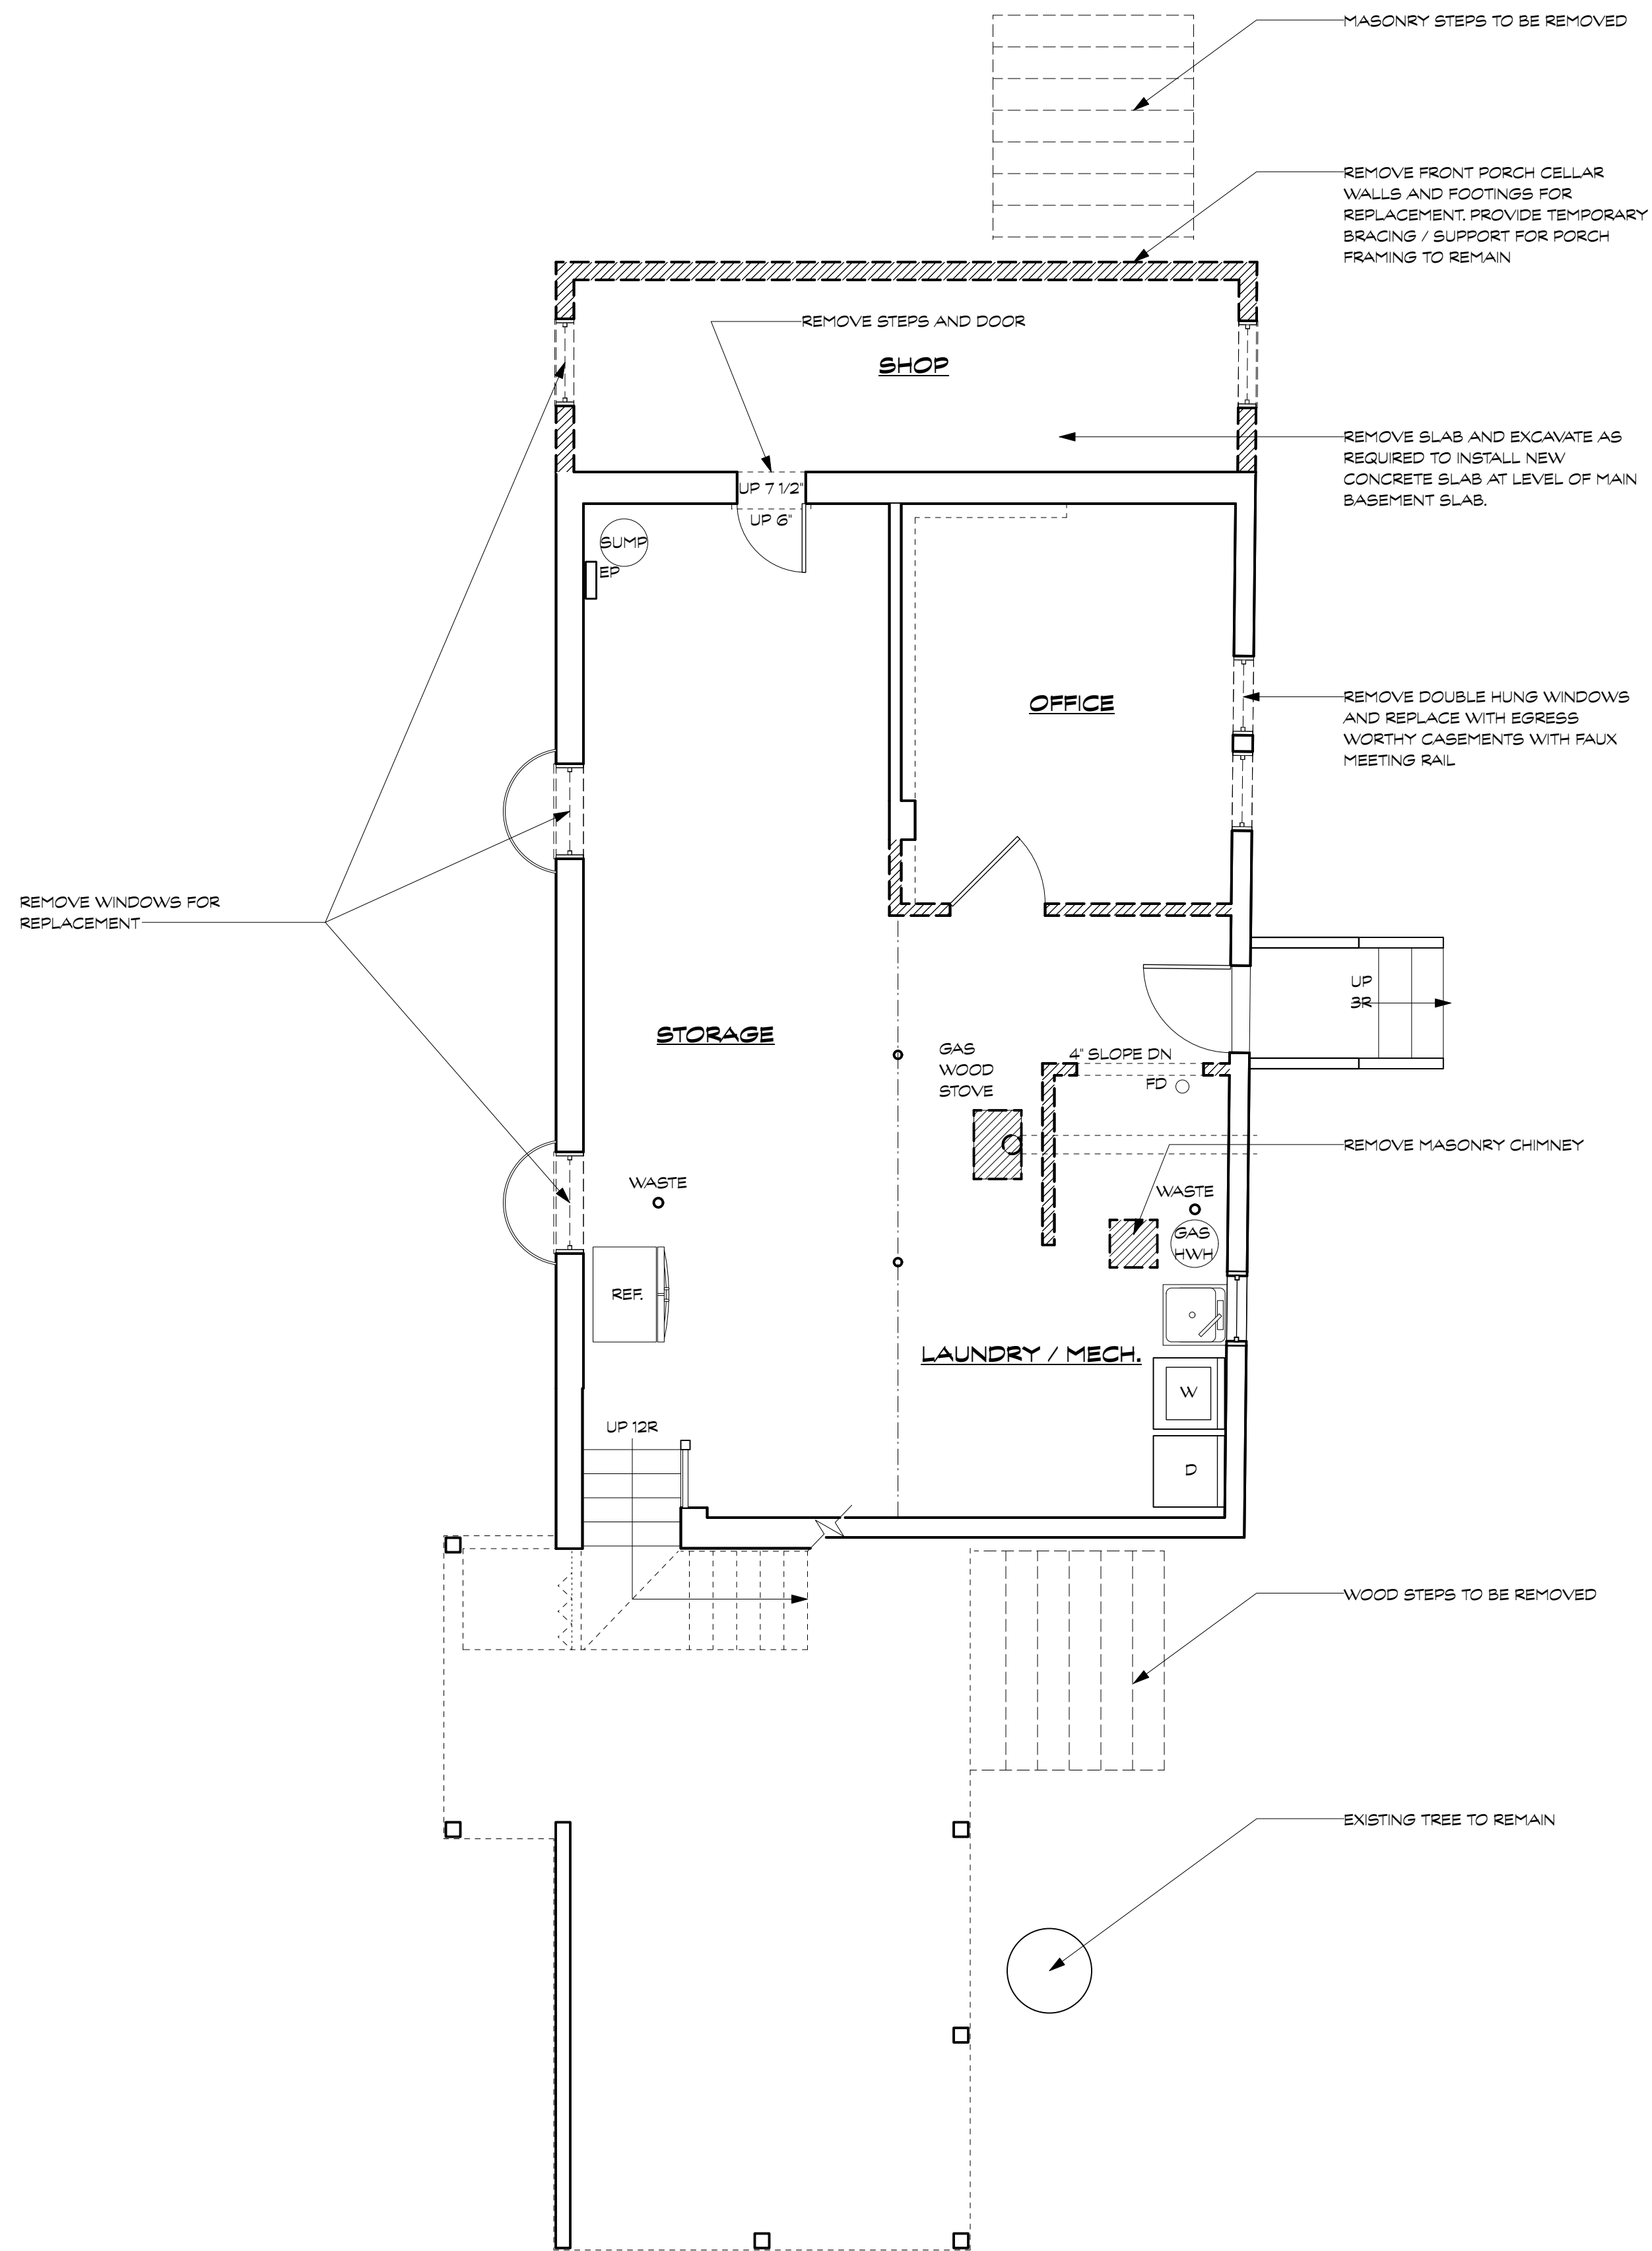 MASONRY STEPS TO BE REMOVED
REMOVE FRONT PORCH CELLAR
WALLS AND FOOTINGS FOR
REPLACEMENT. PROVIDE TEMPORARY
BRACING / SUPPORT FOR PORCH
FRAMING TO REMAIN
REMOVE STEPS AND DOOR
SHOP
REMOVE SLAB AND EXCAVATE AS
REQUIRED TO INSTALL NEW
CONCRETE SLAB AT LEVEL OF MAIN
BASEMENT SLAB.
UP 7 1/2"
UP 6"
SUMP
EP
OFFICE
REMOVE DOUBLE HUNG WINDOWS
AND REPLACE WITH EGRESS
WORTHY CASEMENTS WITH FAUX
MEETING RAIL
REMOVE WINDOWS FOR
REPLACEMENT
UP
3R
STORAGE
GAS
WOOD
STOVE
4" SLOPE DN
FD
REMOVE MASONRY CHIMNEY
WASTE
WASTE
GAS
HWH
REF.
LAUNDRY / MECH.
W
UP 12R
D
WOOD STEPS TO BE REMOVED
EXISTING TREE TO REMAIN